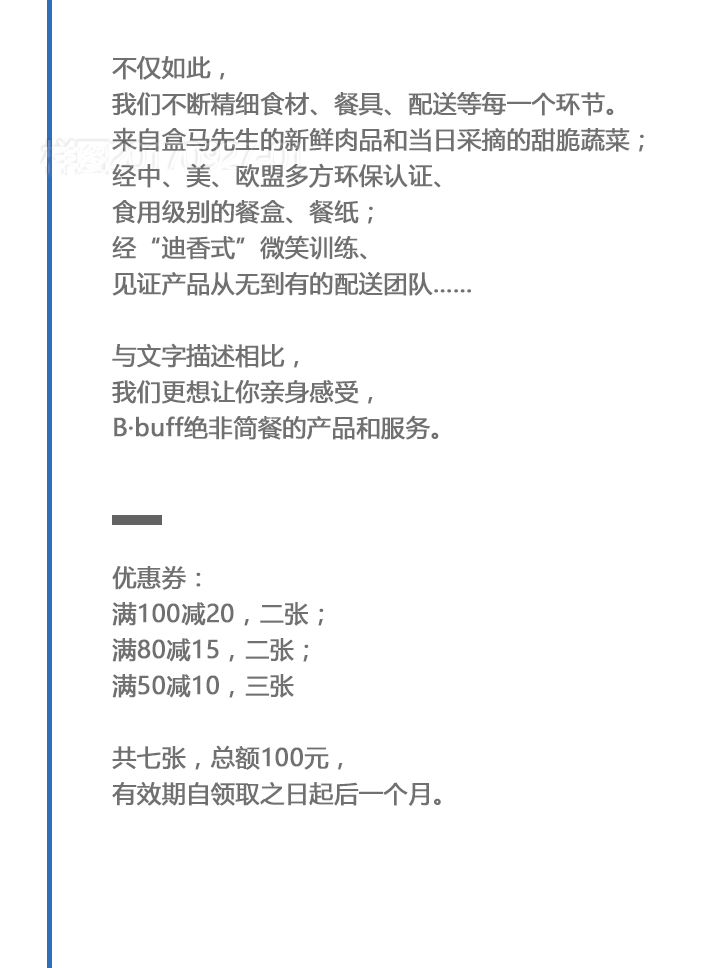 不仅如此，
我们不断精细食材、餐具、配送等每一个环节。
来自盒马先生的新鲜肉品和当日采摘的甜脆蔬菜；
经中、美、欧盟多方环保认证、
食用级别的餐盒、餐纸；
经“迪香式”微笑训练、
见证产品从无到有的配送团队……
与文字描述相比，
我们更想让你亲身感受，
B·buff绝非简餐的产品和服务。
优惠券：
满100减20，二张；
满80减15，二张；
满50减10，三张
共七张，总额100元，
有效期自领取之日起后一个月。